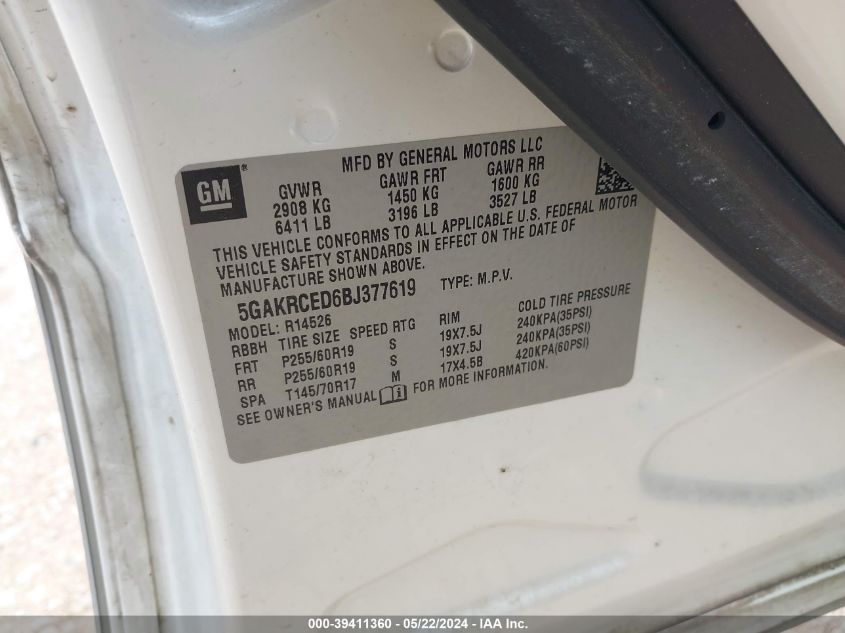 GM
MFD BY GENERAL MOTORS LLC
GVWR GAWR FRT GAWR RR
2908 KG 1450 KG 1600 KG
6411 LB 3196 LB 3527 LB
THIS VEHICLE CONFORMS TO ALL APPLICABLE U.S. FEDERAL MOTOR
VEHICLE SAFETY STANDARDS IN EFFECT ON THE DATE OF
MANUFACTURE SHOWN ABOVE.
5GAKRCED6BJ377619 TYPE: M.P.V.
MODEL: R14526
RBBH TIRE SIZE SPEED RTG RIM COLD TIRE PRESSURE
FRT P255/60R19 S 19X7.5J 240KPA(35PSI)
RR P255/60R19 S 19X7.5J 240KPA(35PSI)
SPA T145/70R17 M 17X4.5B 420KPA(60PSI)
SEE OWNER'S MANUAL FOR MORE INFORMATION.
000-39411360 - 05/22/2024 - IAA Inc.